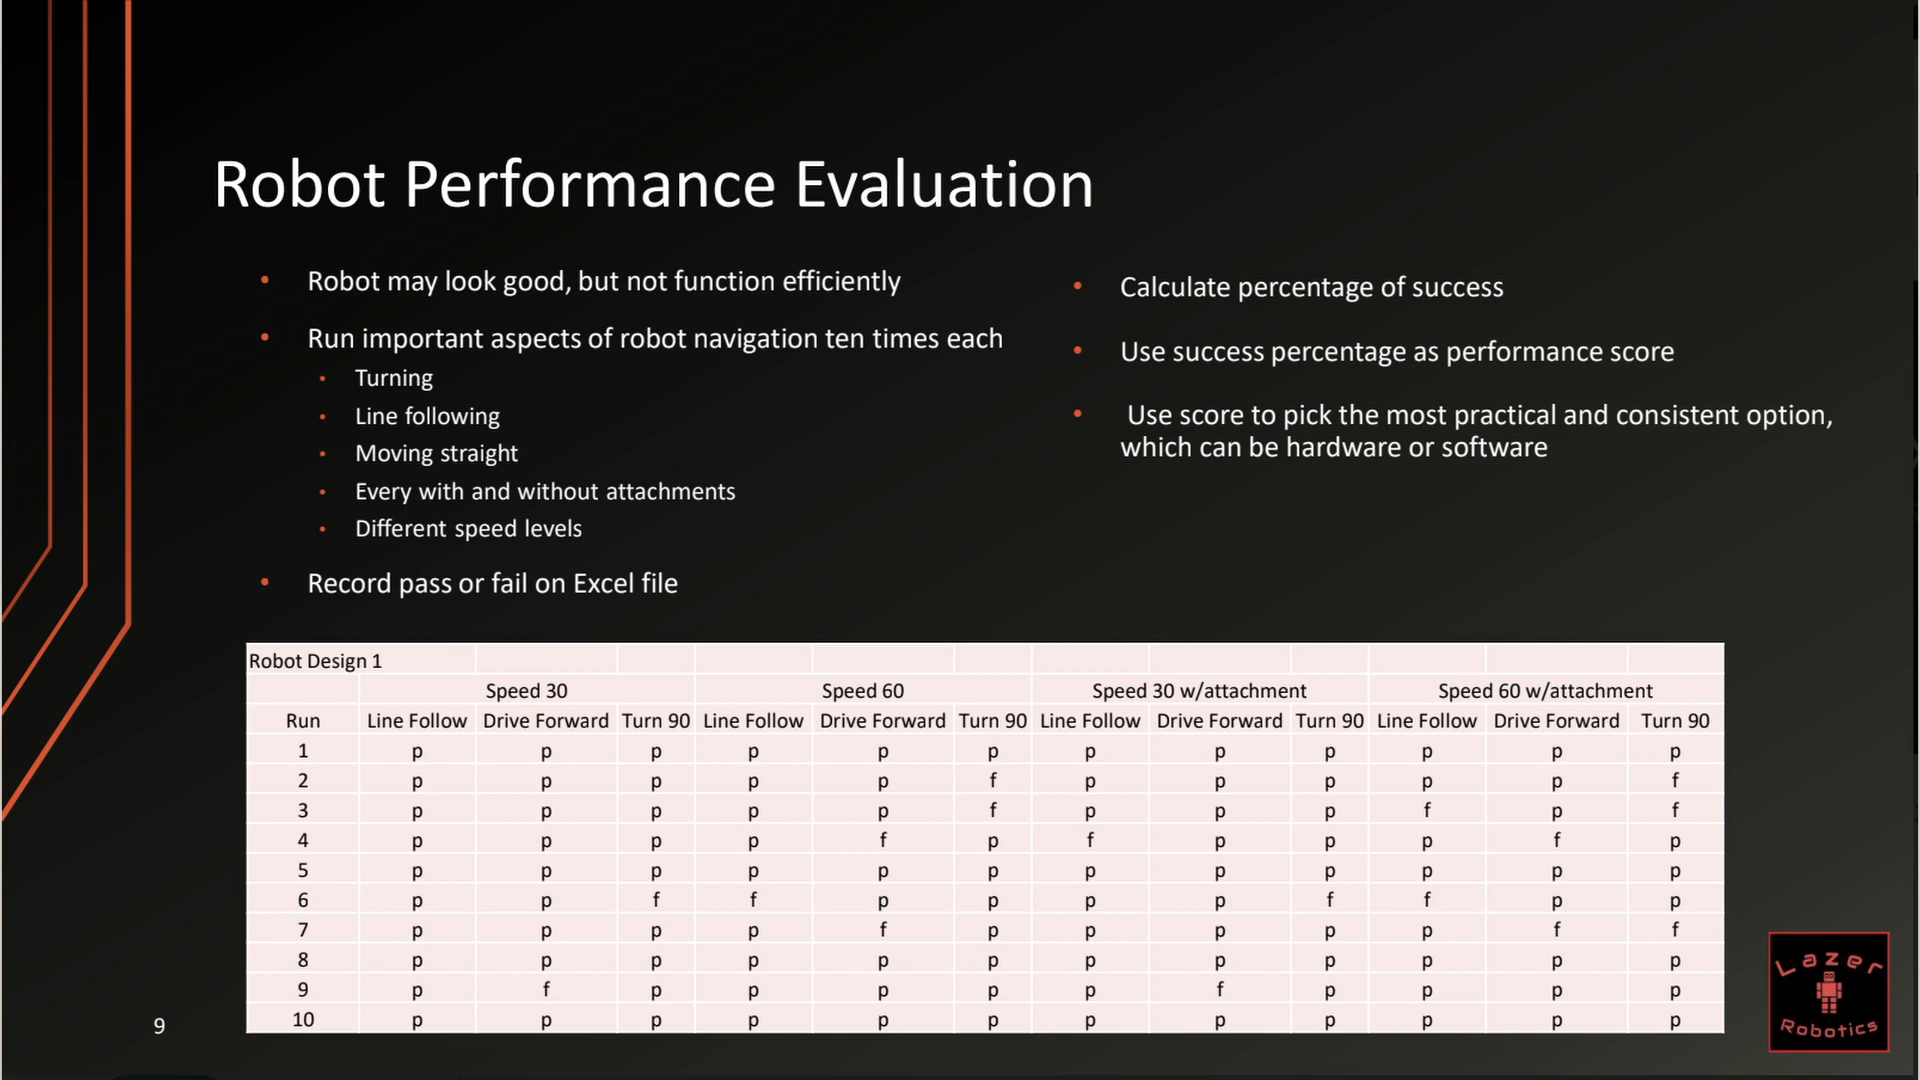 Robot Performance Evaluation
• Robot may look good, but not function efficiently
• Run important aspects of robot navigation ten times each
• Turning
• Line following
• Moving straight
• Every with and without attachments
• Different speed levels
• Record pass or fail on Excel file
• Calculate percentage of success
• Use success percentage as performance score
• Use score to pick the most practical and consistent option,
which can be hardware or software
Robot Design 1
Speed 30 Speed 60 Speed 30 w/attachment Speed 60 w/attachment
Run Line Follow Drive Forward Turn 90 Line Follow Drive Forward Turn 90 Line Follow Drive Forward Turn 90 Line Follow Drive Forward Turn 90
1 p p p p p p p p p p p p
2 p p p p p f p p p p p f
3 p p p p p f p p p f p f
4 p p p p f p f p p p f p
5 p p p p p p p p p p p p
6 p p f f p p p p f f p p
7 p p p p f p p p p p f f
8 p p p p p p p p p p p p
9 p f p p p p p f p p p p
10 p p p p p p p p p p p p
9
Lazer
Robotics